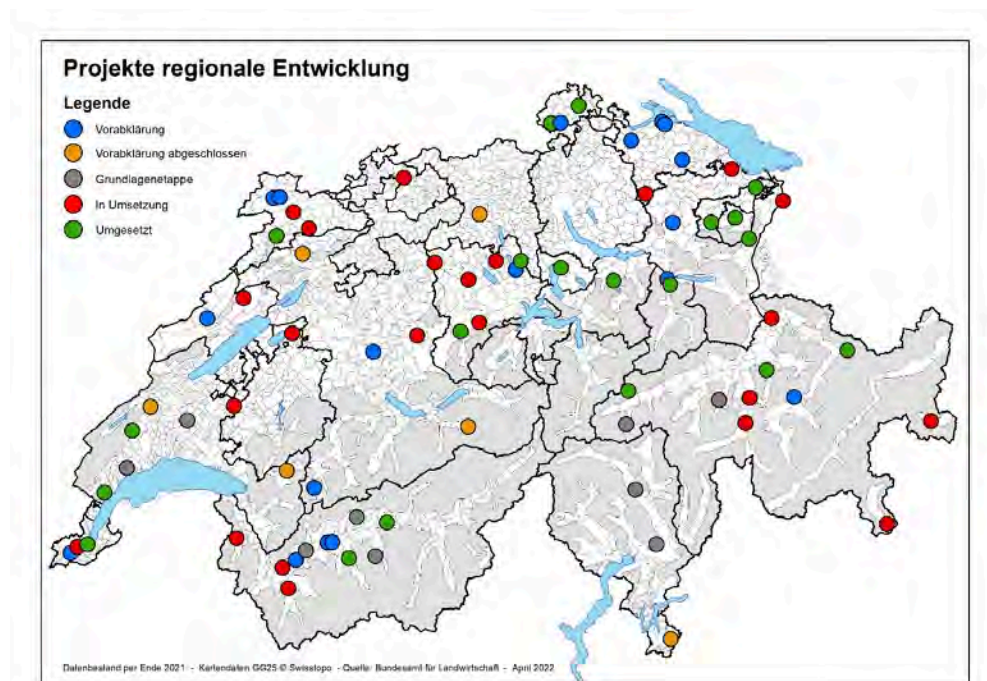 Projekte regionale Entwicklung
Legende
Vorabklärung
Vorabklärung abgeschlossen
Grundlagenetappe
In Umsetzung
Umgesetzt
Datenbestand per Ende 2021 - Kartendaten GG25 © Swisstopo - Quelle: Bundesamt für Landwirtschaft - April 2022